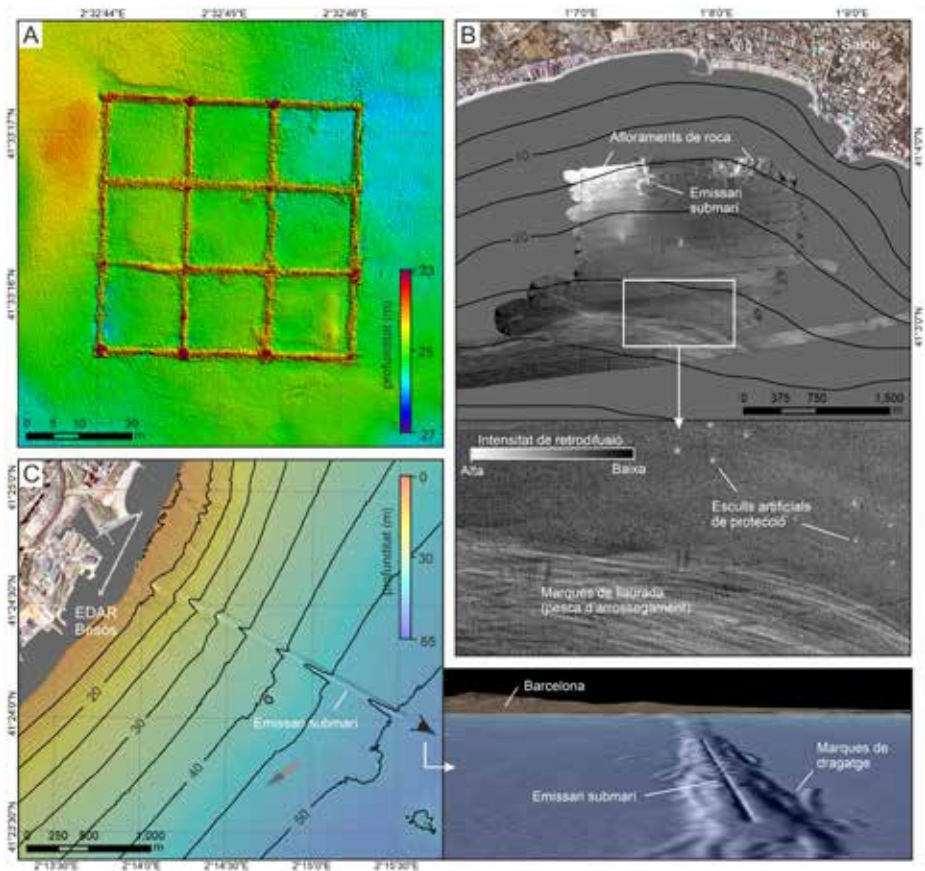 2°32'44"E 2°32'45"E 2°32'46"E
A
41°33'17"N
41°33'16"N
23
25
27
profunditat (m)
0 5 10 20
m
1°7'0"E 1°8'0"E 1°9'0"E
B
Salou
Afloraments de roca
Emissari
submarí
10
20
41°4'0"N
41°3'0"N
0 375 750 1,500
m
Intensitat de retrodifusió
Alta
Baixa
Esculls artificials
de protecció
Marques de llaurada
(pesca d'arrossegament)
C
41°25'0"N
41°24'30"N
41°24'0"N
41°23'30"N
EDAR
Besòs
0
30
65
profunditat (m)
20
30
40
50
Emissari submarí
0 250 500 1,000
m
2°13'30"E 2°14'0"E 2°14'30"E 2°15'0"E 2°15'30"E
Barcelona
Marques de
dragatge
Emissari submarí